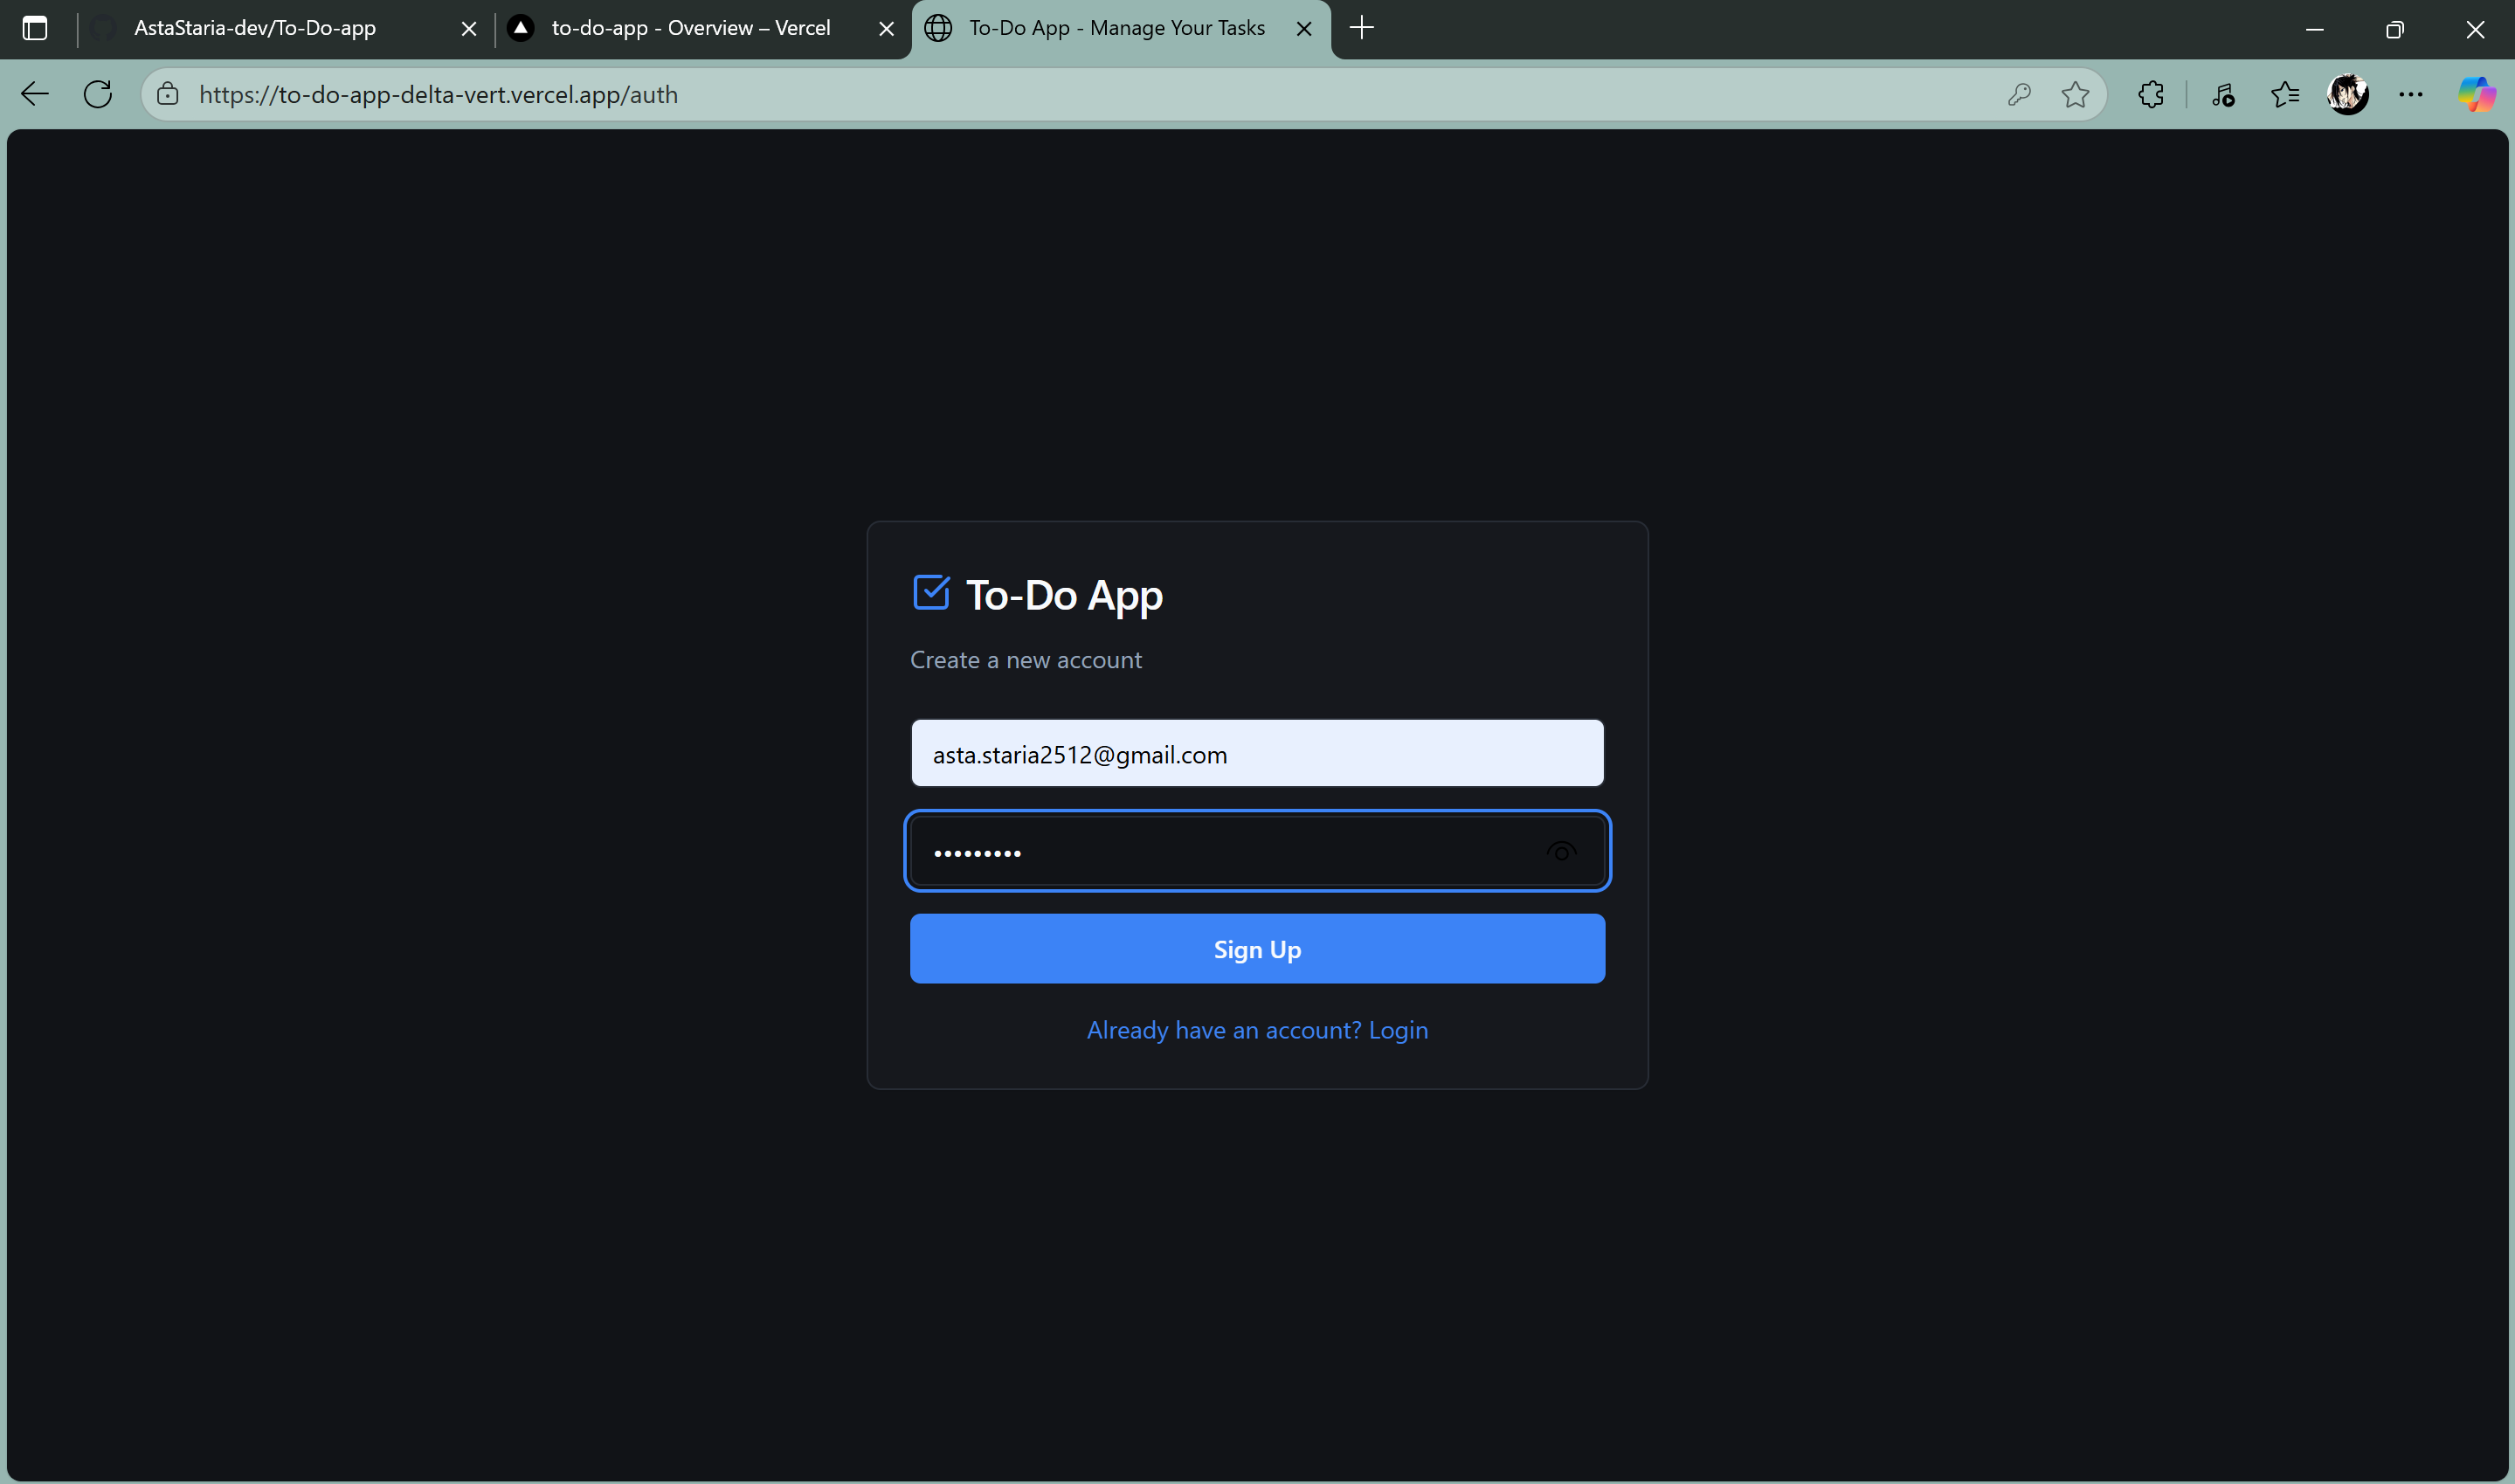 AstaStaria-dev/To-Do-app
to-do-app - Overview – Vercel
To-Do App - Manage Your Tasks
https://to-do-app-delta-vert.vercel.app/auth
To-Do App
Create a new account
asta.staria2512@gmail.com
•••••••••
Sign Up
Already have an account? Login